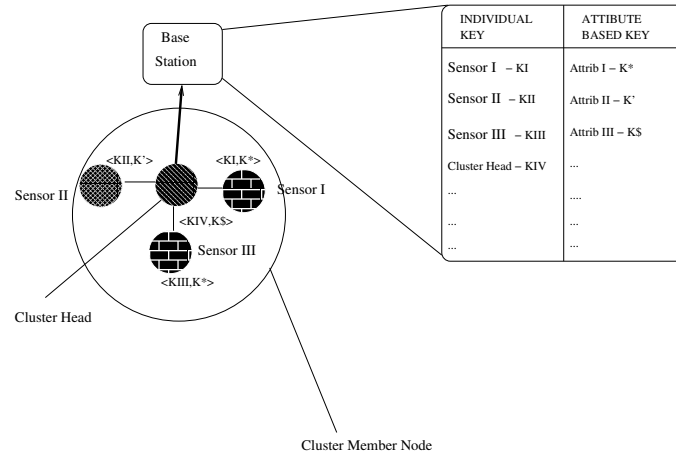 Base
Station
INDIVIDUAL
KEY
ATTIBUTE
BASED KEY
Sensor I – KI
Attrib I – K*
Sensor II – KII
Attrib II – K'
Sensor III – KIII
Attrib III – K$
Cluster Head – KIV
...
...
....
...
...
...
...
<KII,K'>
<KI,K*>
Sensor II
Sensor I
<KIV,K$>
Sensor III
<KIII,K*>
Cluster Head
Cluster Member Node